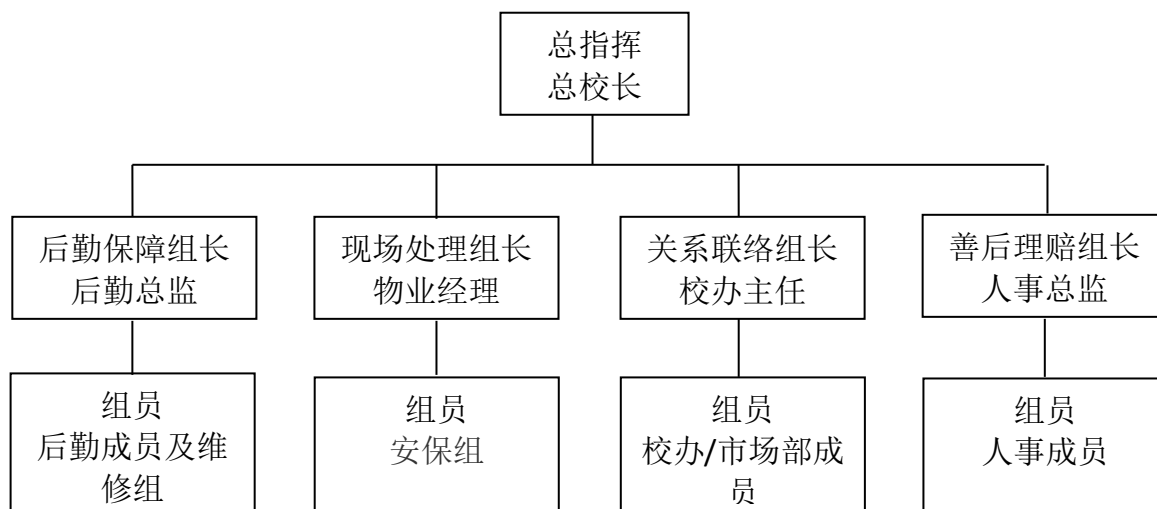 总指挥
总校长
后勤保障组长
后勤总监
现场处理组长
物业经理
关系联络组长
校办主任
善后理赔组长
人事总监
组员
后勤成员及维
修组
组员
安保组
组员
校办/市场部成
员
组员
人事成员